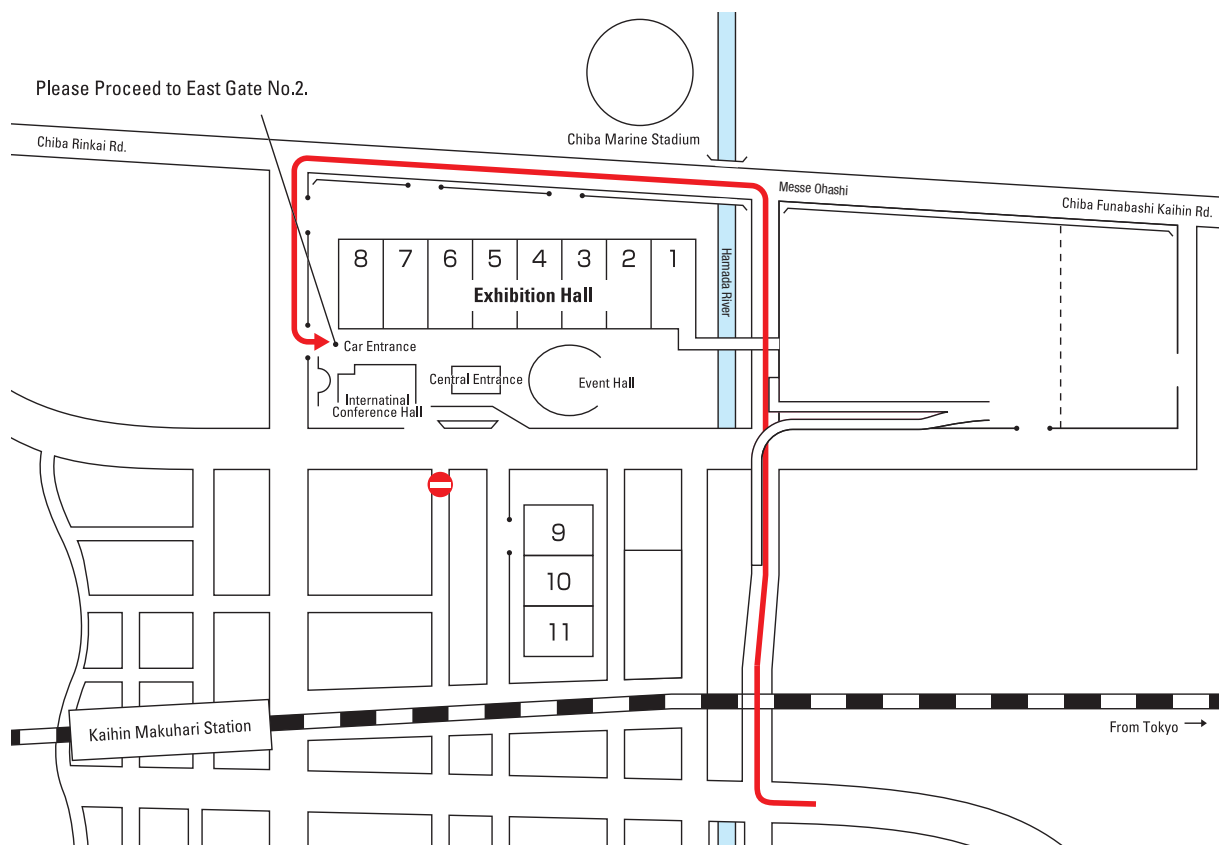 Please Proceed to East Gate No.2.
Chiba Marine Stadium
Chiba Rinkai Rd.
Messe Ohashi
Chiba Funabashi Kaihin Rd.
8 7 6 5 4 3 2 1
Exhibition Hall
Hamada River
Car Entrance
Central Entrance
Event Hall
Internatinal
Conference Hall
9
10
11
Kaihin Makuhari Station
From Tokyo →